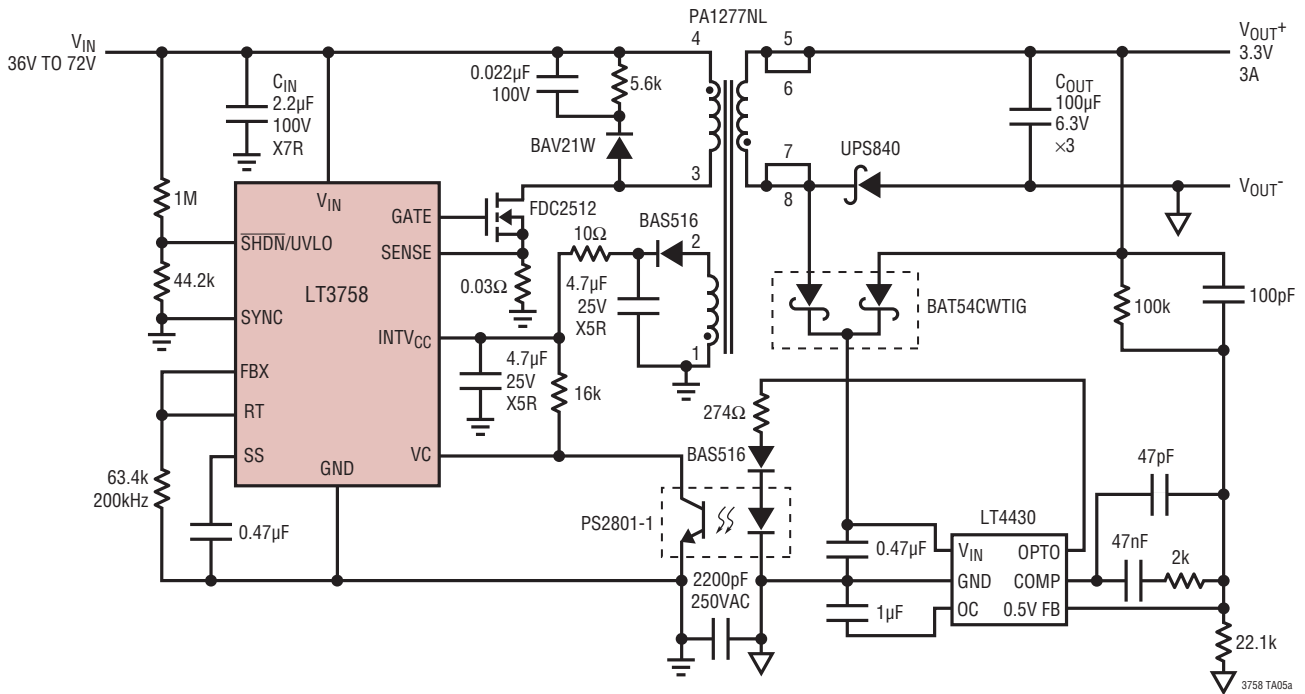 PA1277NL
VIN
36V TO 72V
4
5
6
VOUT+
3.3V
3A
0.022µF
100V
5.6k
CIN
2.2µF
100V
X7R
COUT
100µF
6.3V
×3
BAV21W
7
8
UPS840
3
VOUT-
1M
VIN
GATE
FDC2512
SHDN/UVLO
SENSE
10Ω
BAS516
2
44.2k
LT3758
0.03Ω
4.7µF
25V
X5R
BAT54CWTIG
100k
100pF
SYNC
INTVCC
1
4.7µF
25V
X5R
16k
FBX
RT
274Ω
SS
GND
VC
BAS516
63.4k
200kHz
47pF
0.47µF
PS2801-1
LT4430
0.47µF
VIN
OPTO
47nF
2k
2200pF
250VAC
GND
COMP
1µF
OC
0.5V FB
22.1k
3758 TA05a